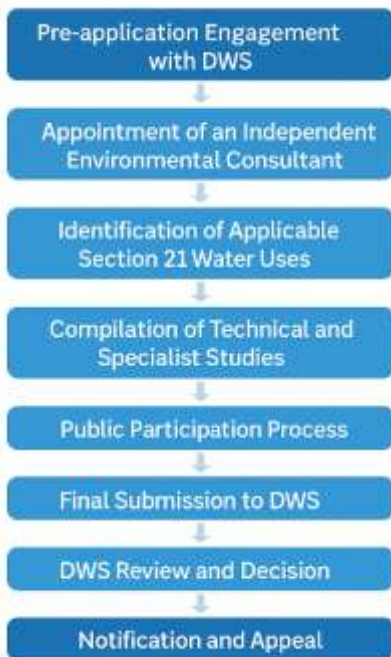 Pre-application Engagement
with DWS
Appointment of an Independent
Environmental Consultant
Identification of Applicable
Section 21 Water Uses
Compilation of Technical and
Specialist Studies
Public Participation Process
Final Submission to DWS
DWS Review and Decision
Notification and Appeal